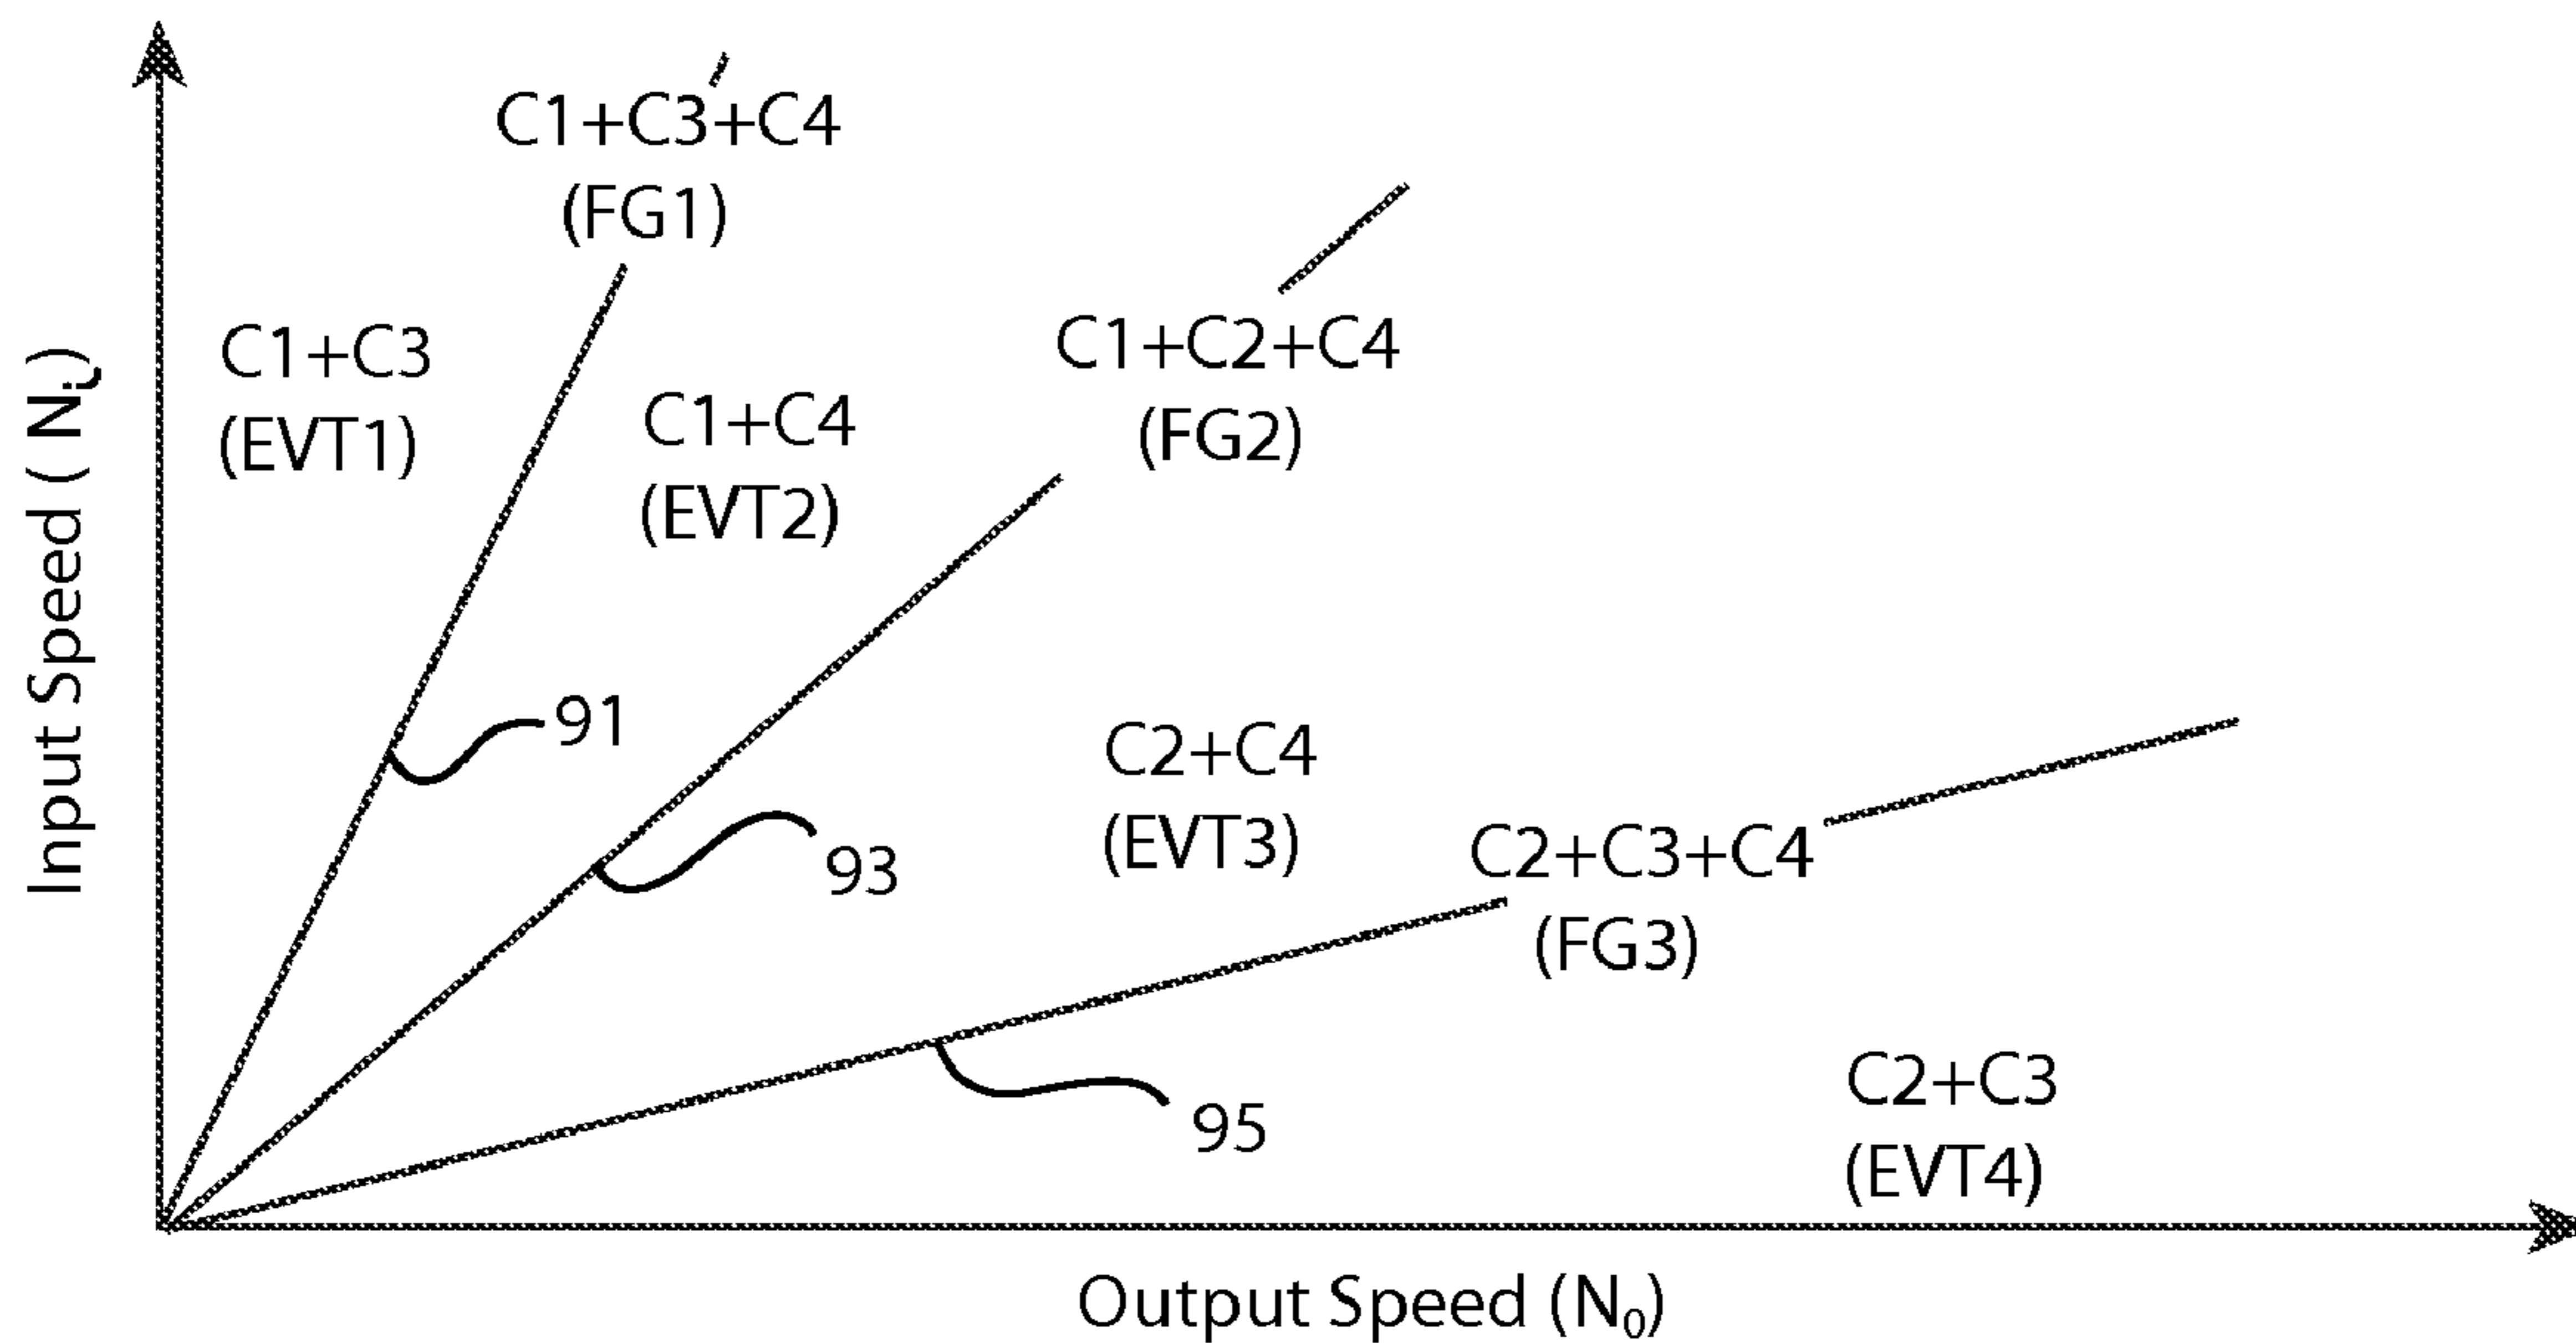 C1+C3+C4
(FG1)
C1+C3
(EVT1)
C1+C4
(EVT2)
C1+C2+C4
(FG2)
Input Speed ( Ni)
91
93
C2+C4
(EVT3)
C2+C3+C4
(FG3)
95
C2+C3
(EVT4)
Output Speed (N0)